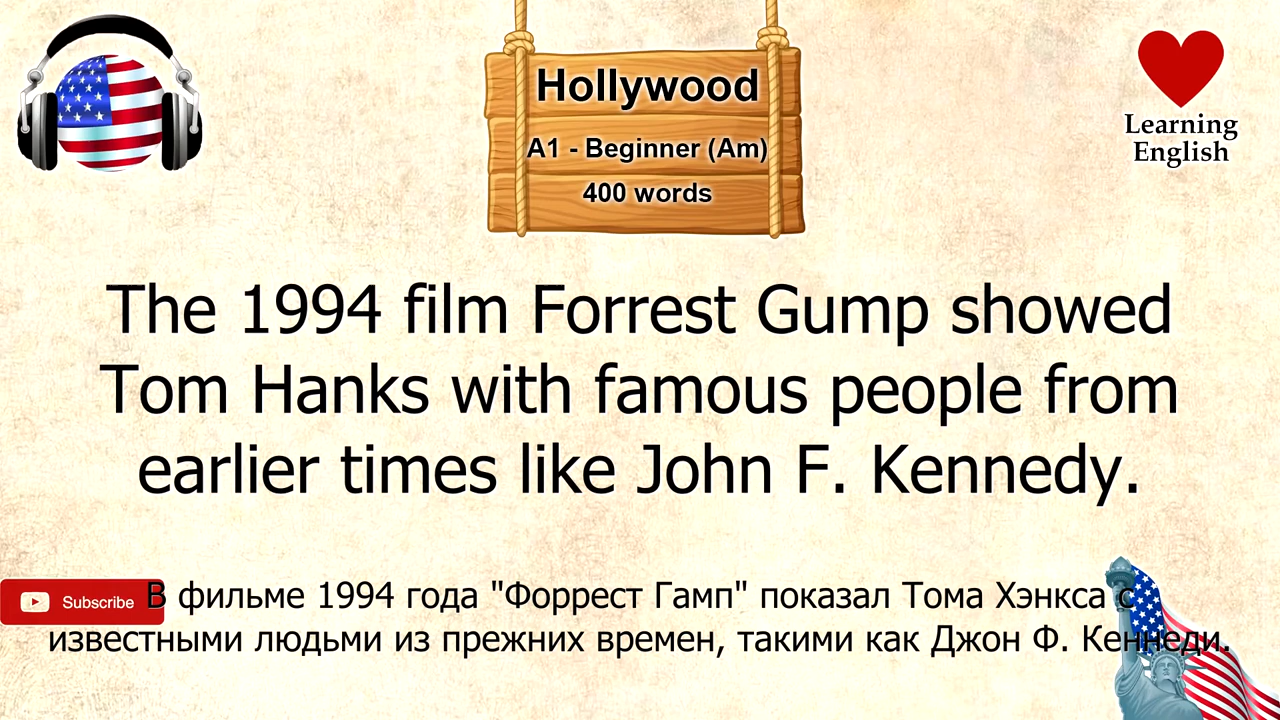 Hollywood
A1 - Beginner (Am)
400 words
Learning
English
The 1994 film Forrest Gump showed
Tom Hanks with famous people from
earlier times like John F. Kennedy.
Subscribe
В фильме 1994 года "Форрест Гамп" показал Тома Хэнкса с
известными людьми из прежних времен, такими как Джон Ф. Кеннеди.